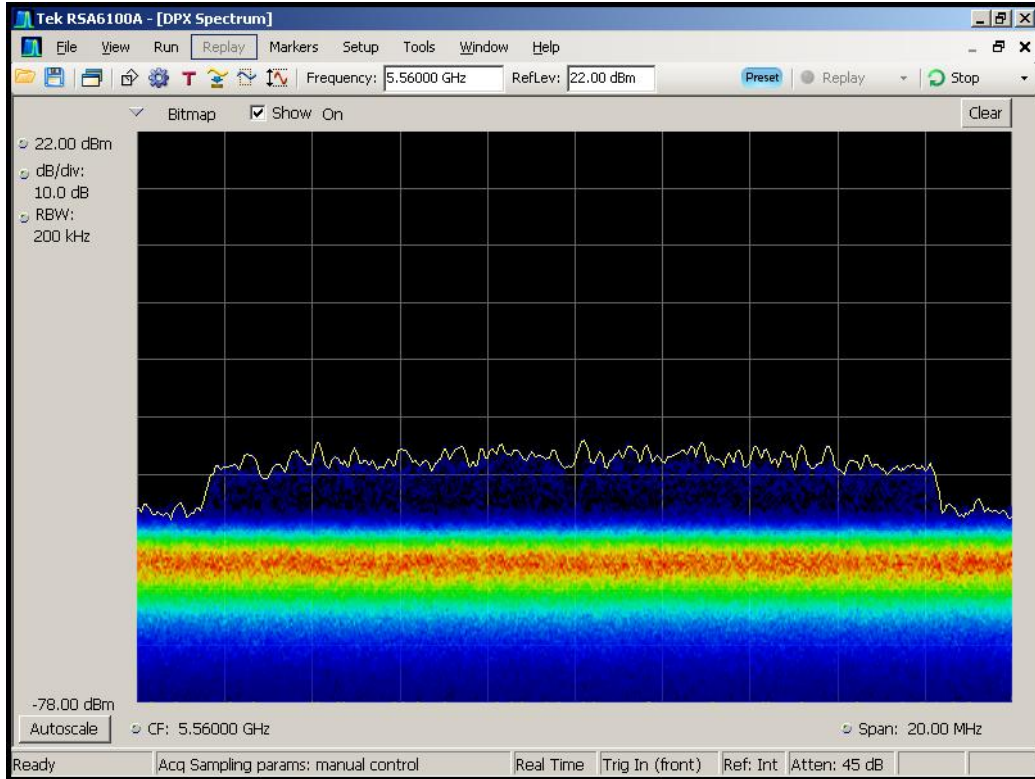 Tek RSA6100A - [DPX Spectrum]
File View Run Replay Markers Setup Tools Window Help
T Frequency: 5.56000 GHz RefLev: 22.00 dBm Preset Replay Stop
Bitmap Show On Clear
22.00 dBm
dB/div:
10.0 dB
RBW:
200 kHz
-78.00 dBm
Autoscale CF: 5.56000 GHz Span: 20.00 MHz
Ready Acq Sampling params: manual control Real Time Trig In (front) Ref: Int Atten: 45 dB